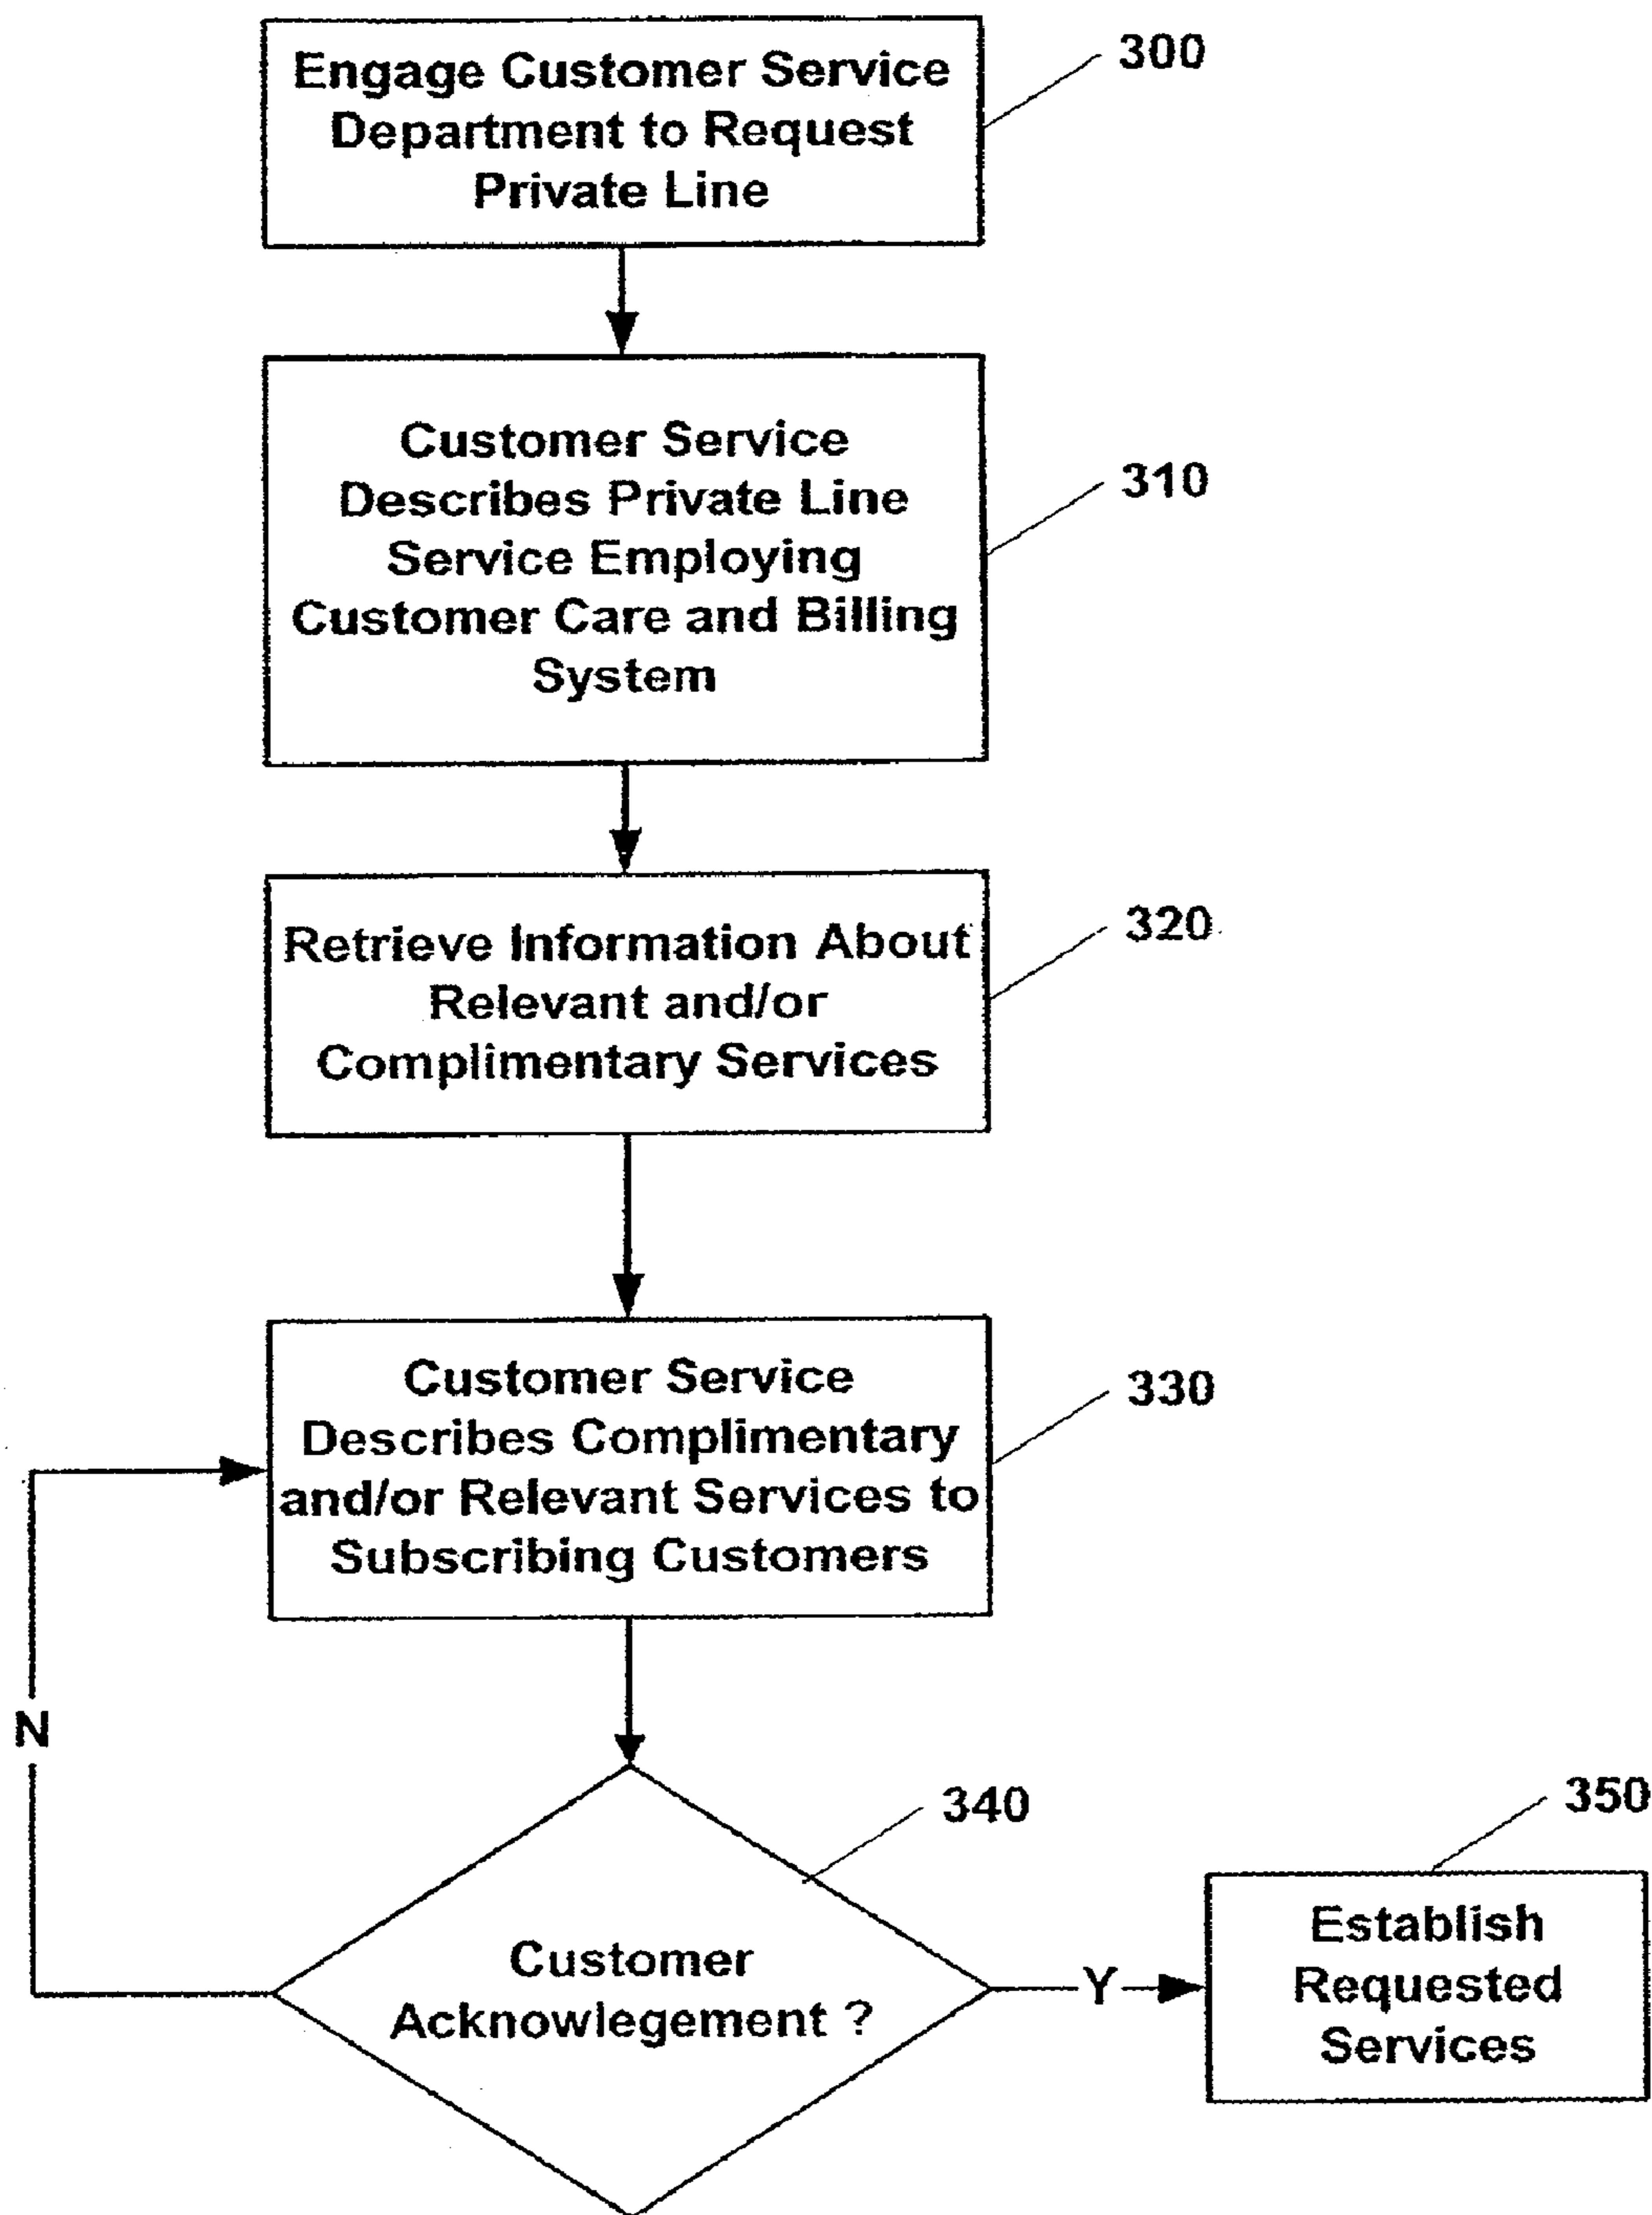 Engage Customer Service
Department to Request
Private Line
300
Customer Service
Describes Private Line
Service Employing
Customer Care and Billing
System
310
Retrieve Information About
Relevant and/or
Complimentary Services
320
Customer Service
Describes Complimentary
and/or Relevant Services to
Subscribing Customers
330
N
340
Customer
Acknowlegement ?
Y
350
Establish
Requested
Services